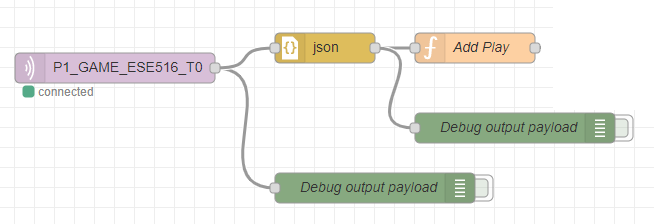 json
Add Play
P1_GAME_ESE516_T0
connected
Debug output payload
Debug output payload